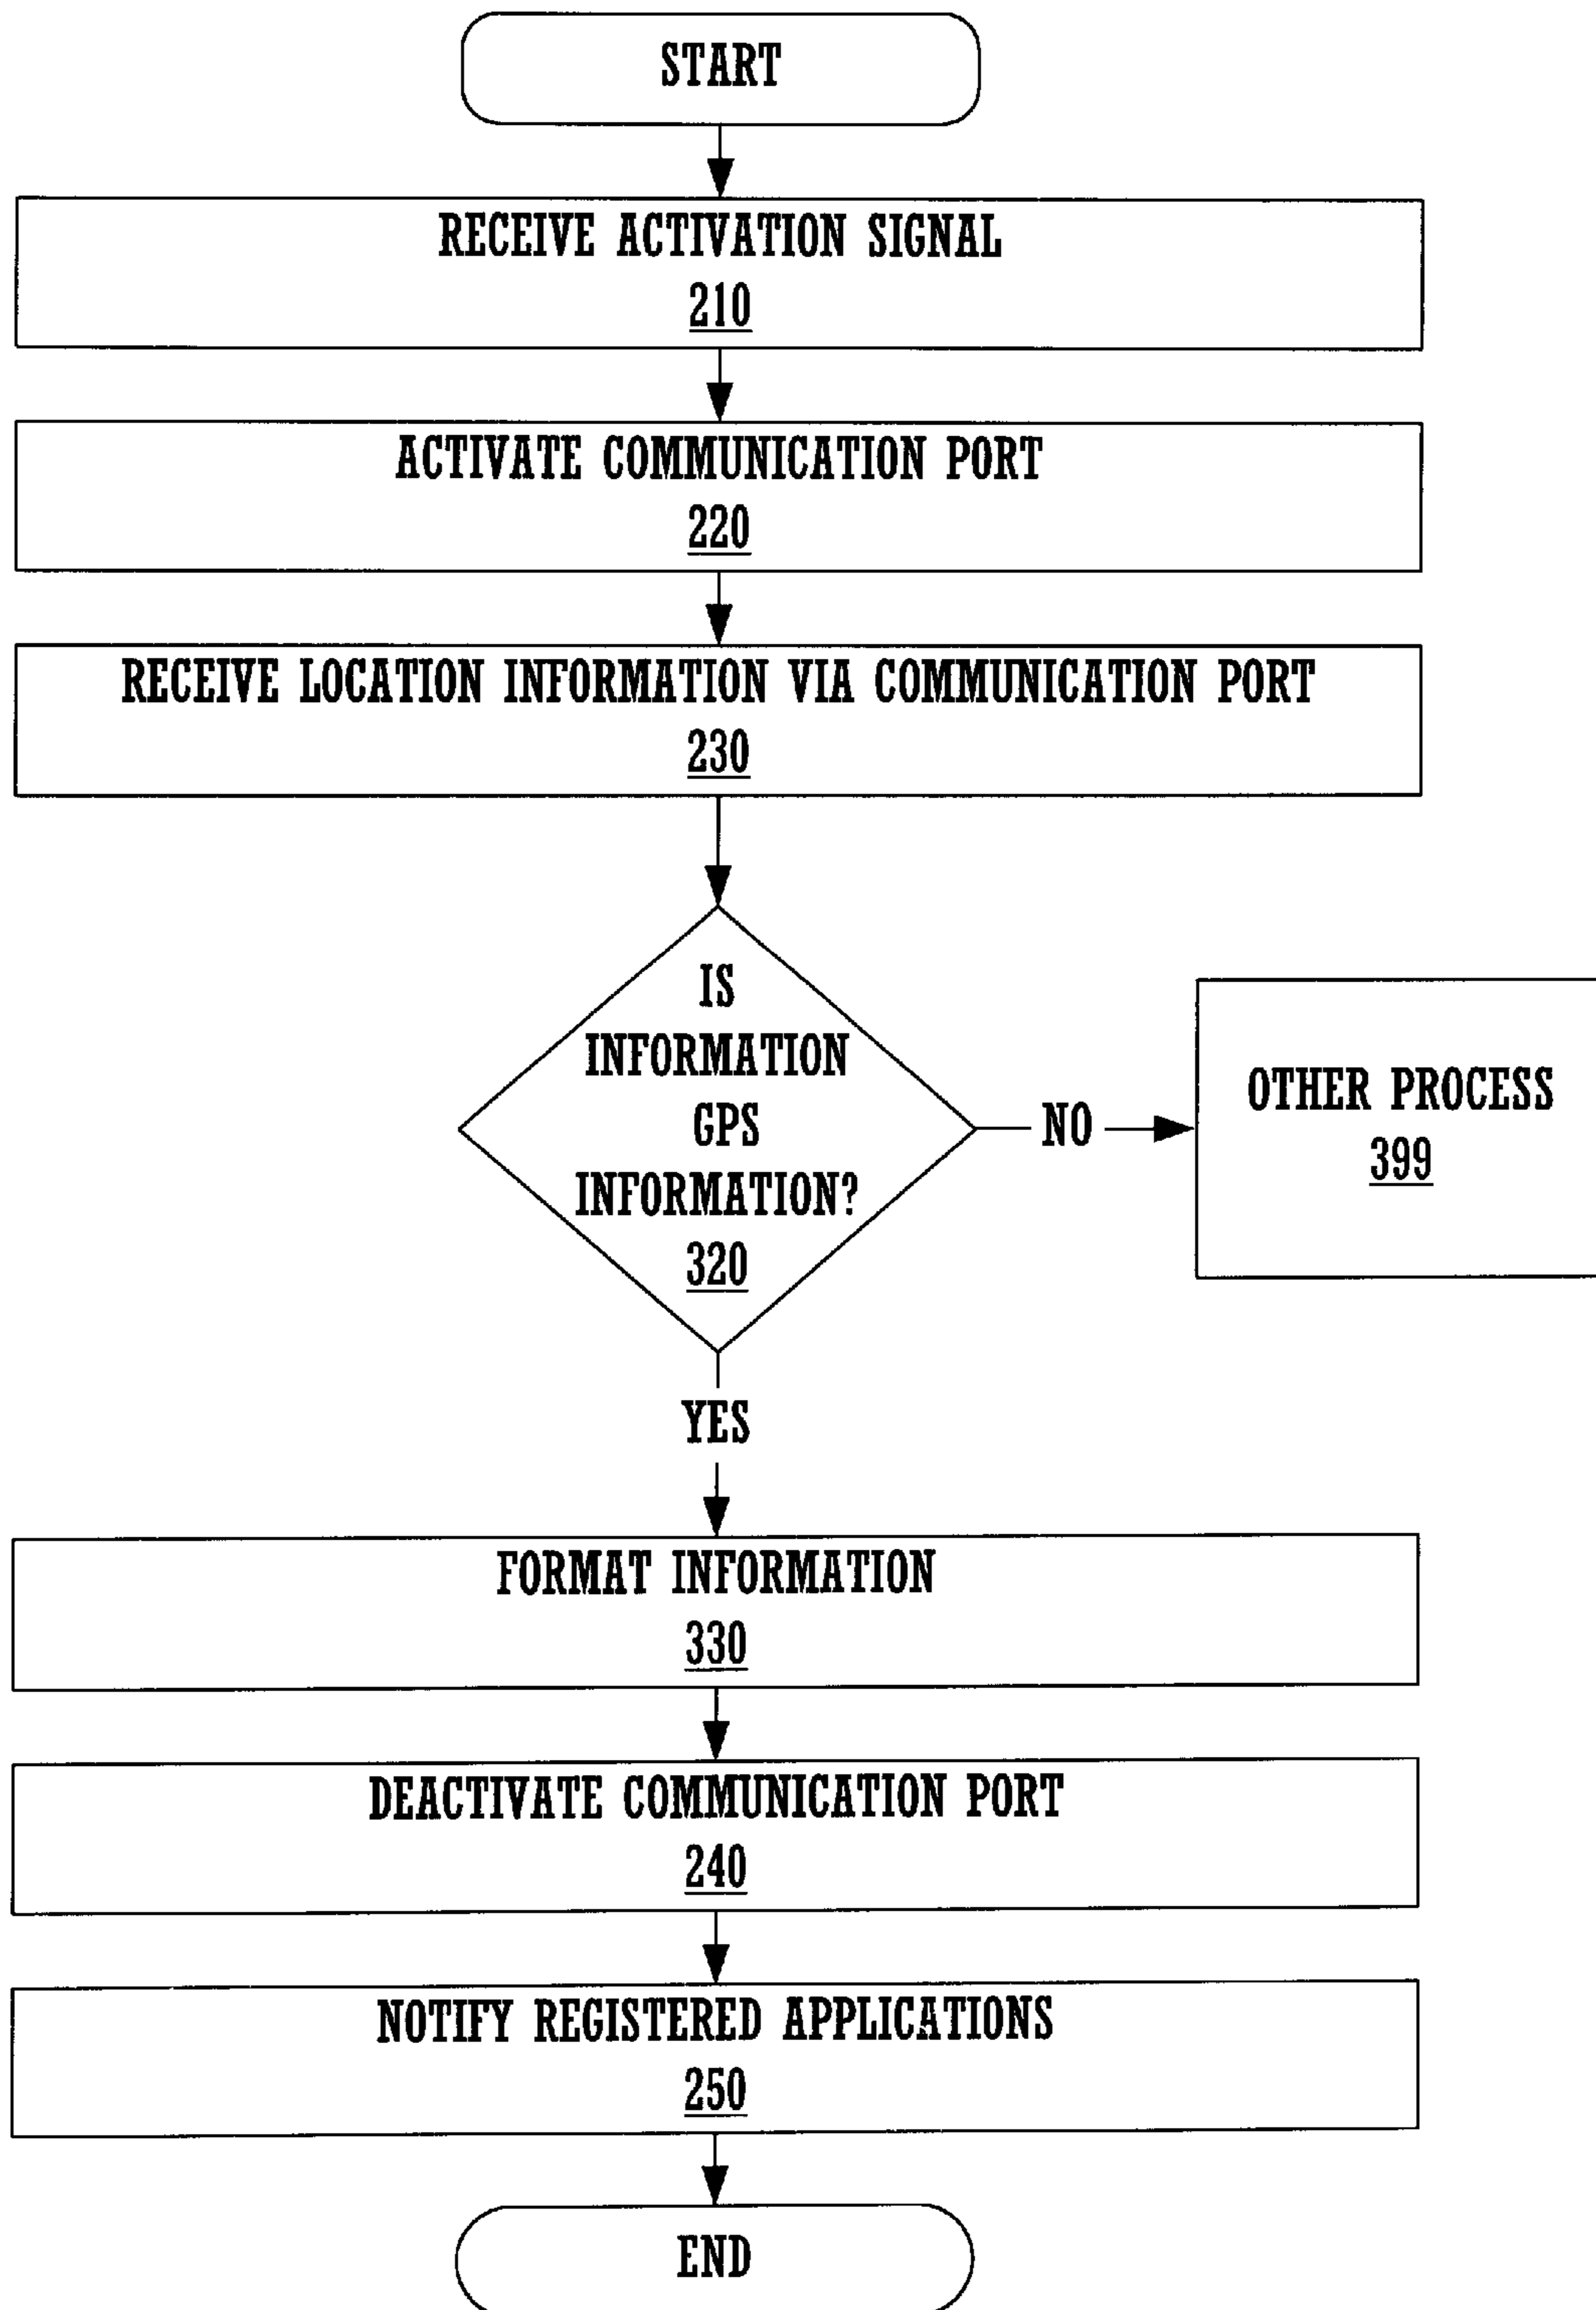 START
RECEIVE ACTIVATION SIGNAL
210
ACTIVATE COMMUNICATION PORT
220
RECEIVE LOCATION INFORMATION VIA COMMUNICATION PORT
230
IS
INFORMATION
GPS
INFORMATION?
320
NO
OTHER PROCESS
399
YES
FORMAT INFORMATION
330
DEACTIVATE COMMUNICATION PORT
240
NOTIFY REGISTERED APPLICATIONS
250
END